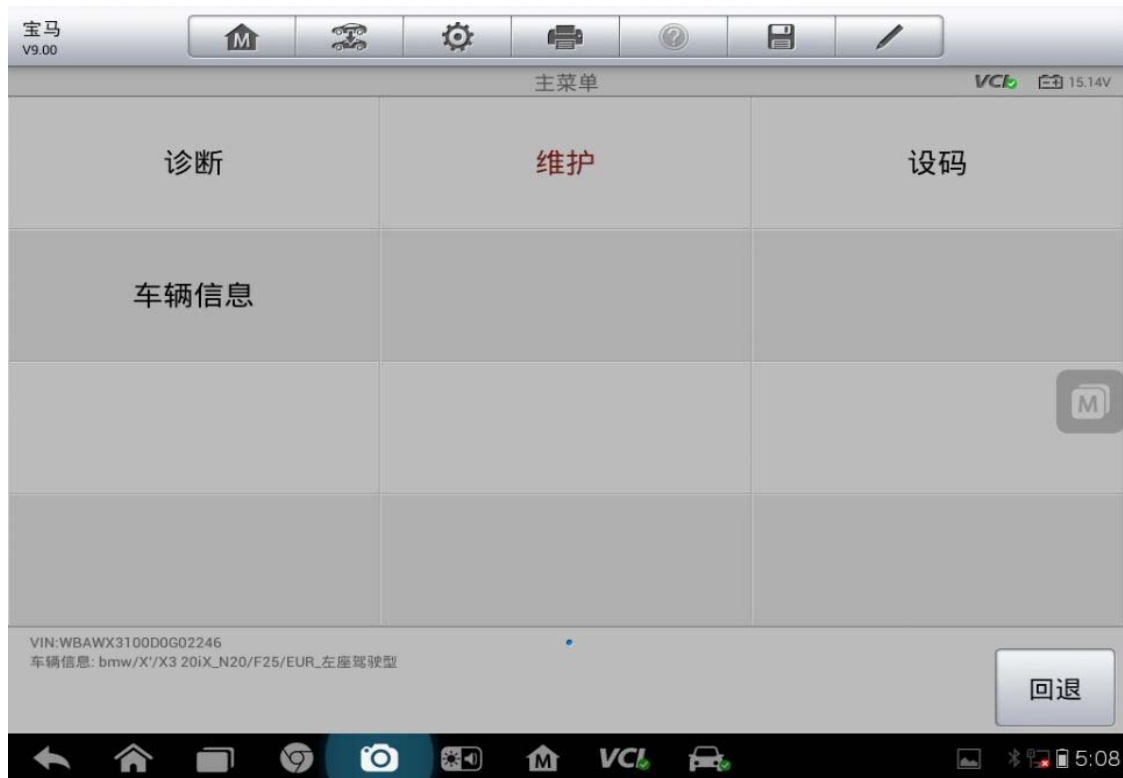 宝马
V9.00
M
主菜单
VCI
15.14V
诊断
维护
设码
车辆信息
M
VIN:WBAWX3100D0G02246
车辆信息: bmw/X'/X3 20iX_N20/F25/EUR_左座驾驶型
回退
M
VCI
5:08